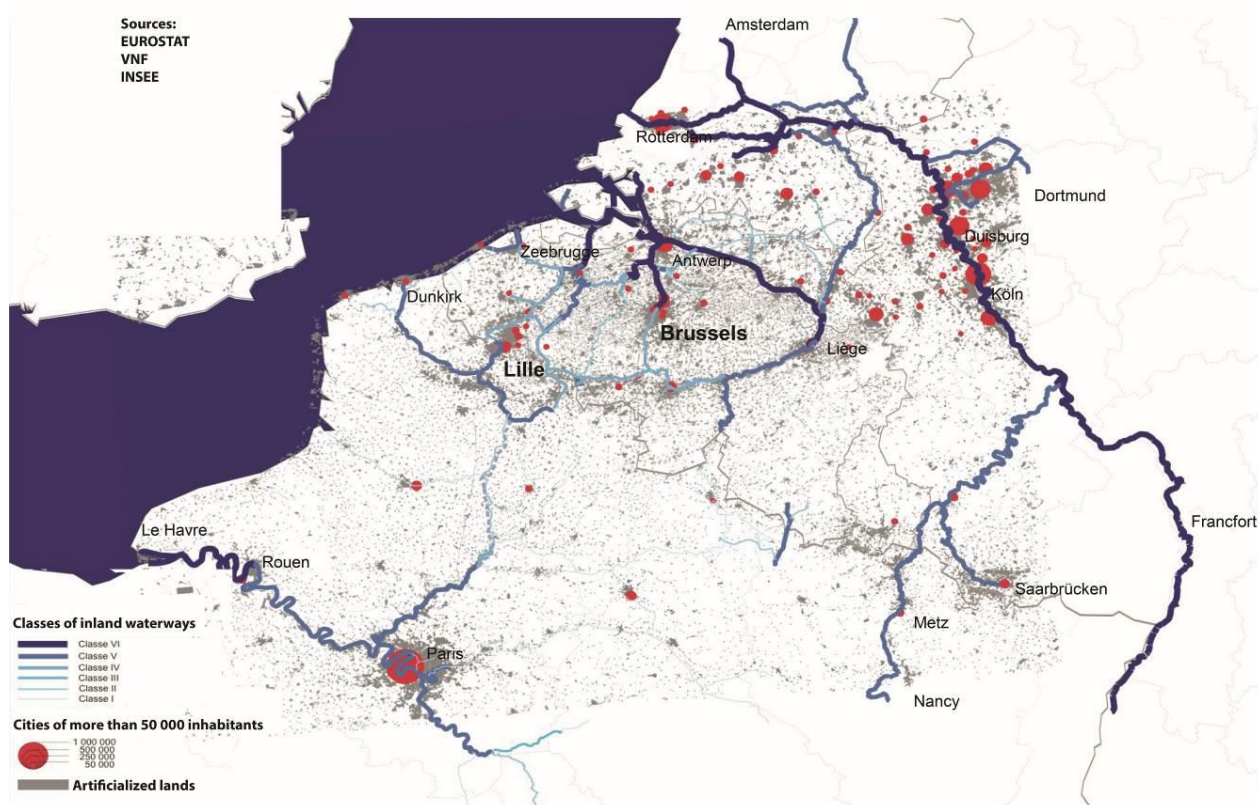 Sources:
EUROSTAT
VNF
INSEE
Amsterdam
Rotterdam
Dortmund
Duisburg
Zeebrugge
Antwerp
Dunkirk
Köln
Brussels
Liège
Lille
Le Havre
Rouen
Francfort
Saarbrücken
Metz
Paris
Nancy
Classes of inland waterways
Classe VI
Classe V
Classe IV
Classe III
Classe II
Classe I
Cities of more than 50 000 inhabitants
1 000 000
500 000
250 000
50 000
Artificialized lands